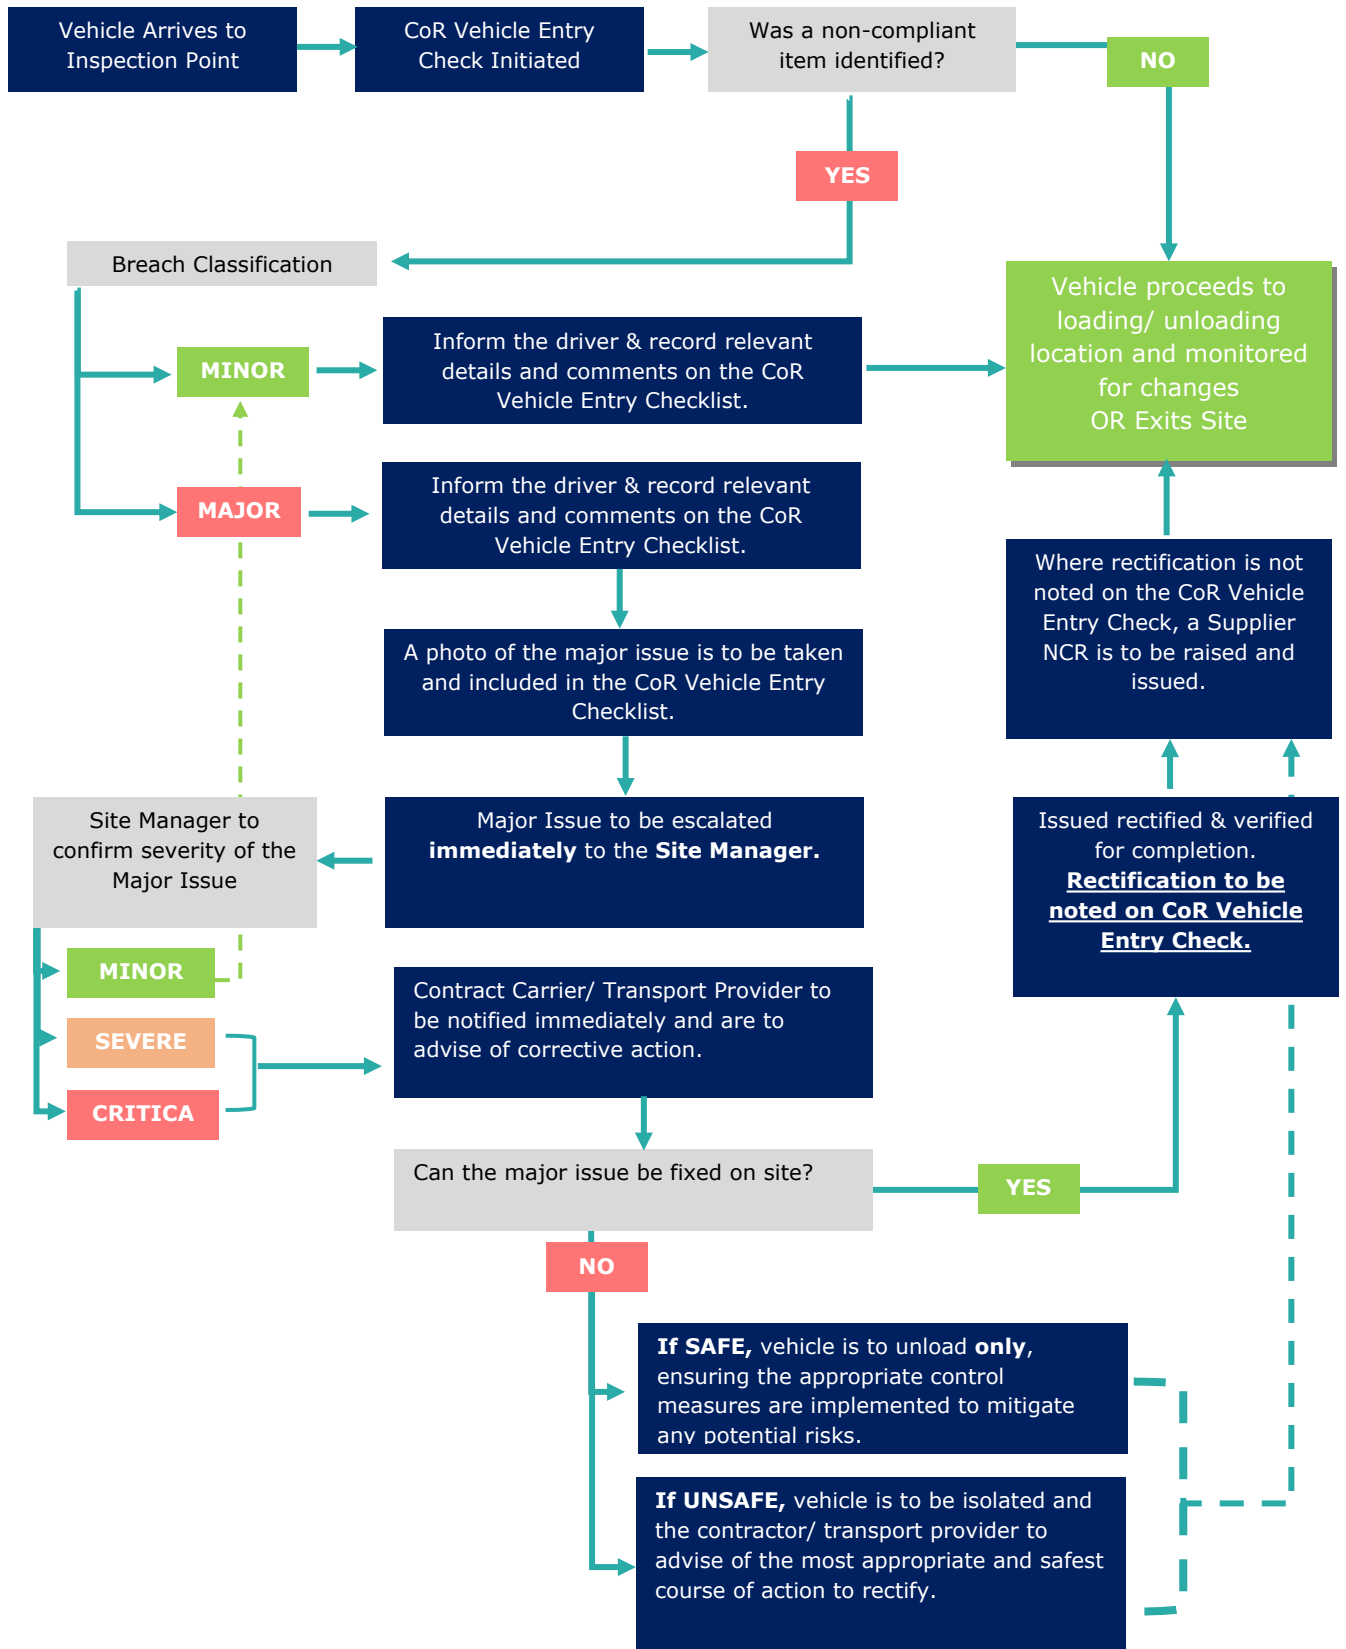 Vehicle Arrives to
Inspection Point
CoR Vehicle Entry
Check Initiated
Was a non-compliant
item identified?
NO
YES
Breach Classification
Vehicle proceeds to
loading/ unloading
location and monitored
for changes
OR Exits Site
MINOR
Inform the driver & record relevant
details and comments on the CoR
Vehicle Entry Checklist.
MAJOR
Inform the driver & record relevant
details and comments on the CoR
Vehicle Entry Checklist.
Where rectification is not
noted on the CoR Vehicle
Entry Check, a Supplier
NCR is to be raised and
issued.
A photo of the major issue is to be taken
and included in the CoR Vehicle Entry
Checklist.
Site Manager to
confirm severity of the
Major Issue
Major Issue to be escalated
immediately to the Site Manager.
Issued rectified & verified
for completion.
Rectification to be
noted on CoR Vehicle
Entry Check.
MINOR
SEVERE
CRITICA
Contract Carrier/ Transport Provider to
be notified immediately and are to
advise of corrective action.
Can the major issue be fixed on site?
YES
NO
If SAFE, vehicle is to unload only,
ensuring the appropriate control
measures are implemented to mitigate
any potential risks.
If UNSAFE, vehicle is to be isolated and
the contractor/ transport provider to
advise of the most appropriate and safest
course of action to rectify.